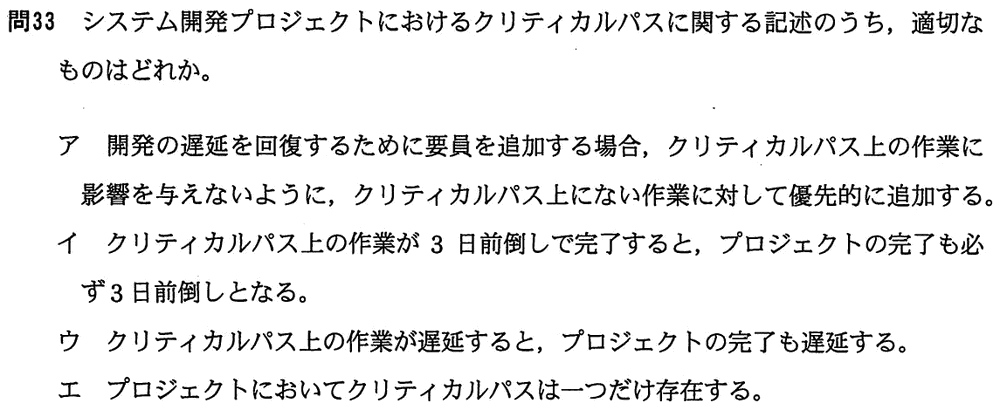 問33 システム開発プロジェクトにおけるクリティカルパスに関する記述のうち，適切な
ものはどれか。
ア 開発の遅延を回復するために要員を追加する場合，クリティカルパス上の作業に
影響を与えないように，クリティカルパス上にない作業に対して優先的に追加する。
イ クリティカルパス上の作業が 3 日前倒しで完了すると，プロジェクトの完了も必
ず3日前倒しとなる。
ウ クリティカルパス上の作業が遅延すると，プロジェクトの完了も遅延する。
エ プロジェクトにおいてクリティカルパスは一つだけ存在する。